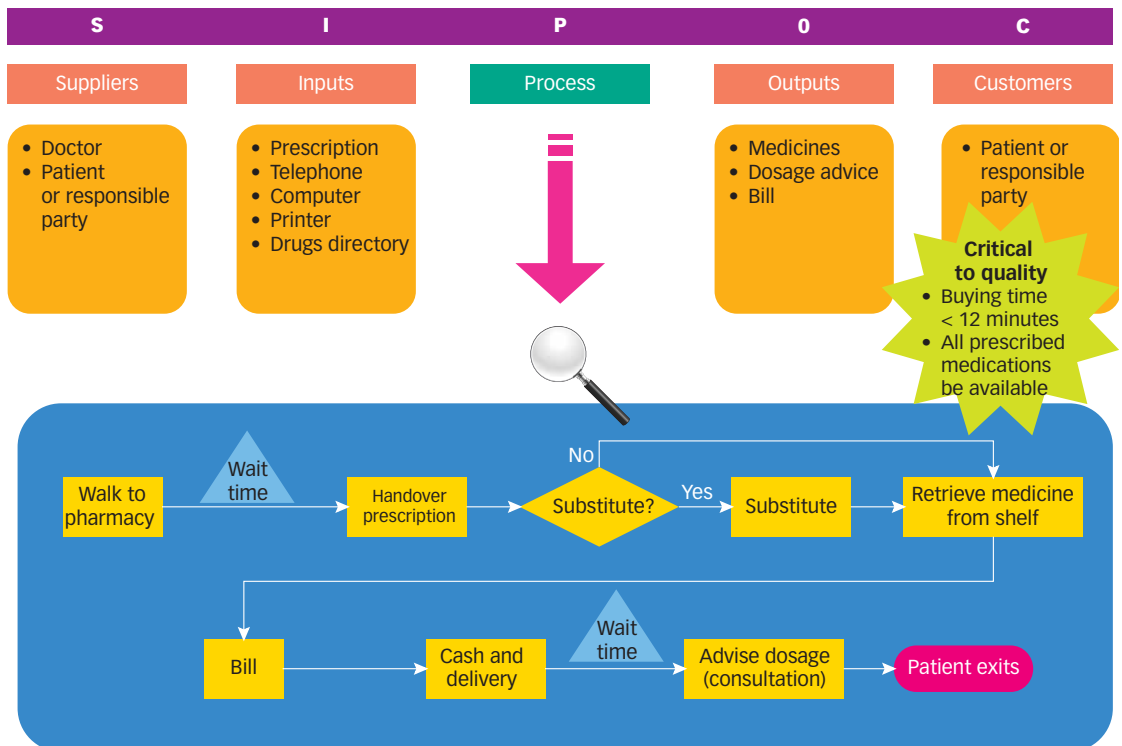 S I P O C
Suppliers
Inputs
Process
Outputs
Customers
• Doctor
• Patient
or responsible
party
• Prescription
• Telephone
• Computer
• Printer
• Drugs directory
• Medicines
• Dosage advice
• Bill
• Patient or
responsible
party
Critical
to quality
• Buying time
< 12 minutes
• All prescribed
medications
be available
Walk to
pharmacy
Wait
time
Handover
prescription
Substitute?
No
Yes
Substitute
Retrieve medicine
from shelf
Bill
Cash and
delivery
Wait
time
Advise dosage
(consultation)
Patient exits